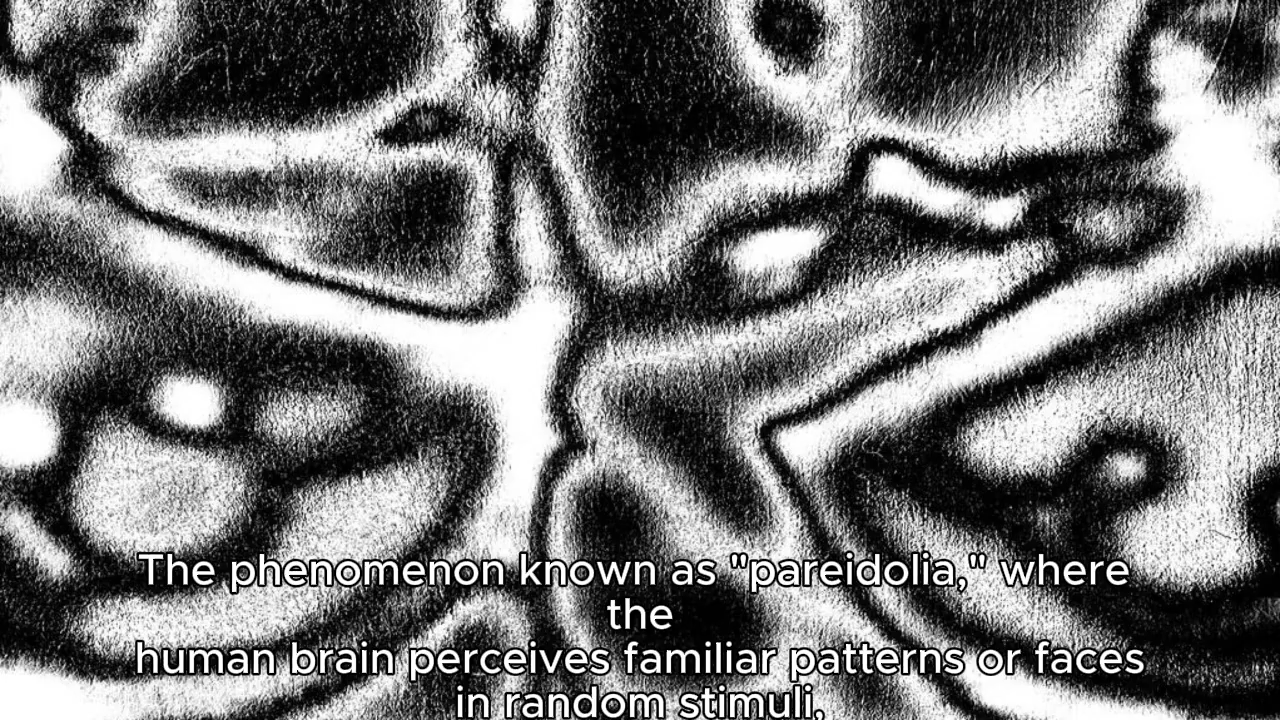 The phenomenon known as "pareidolia," where
the
human brain perceives familiar patterns or faces
in random stimuli,